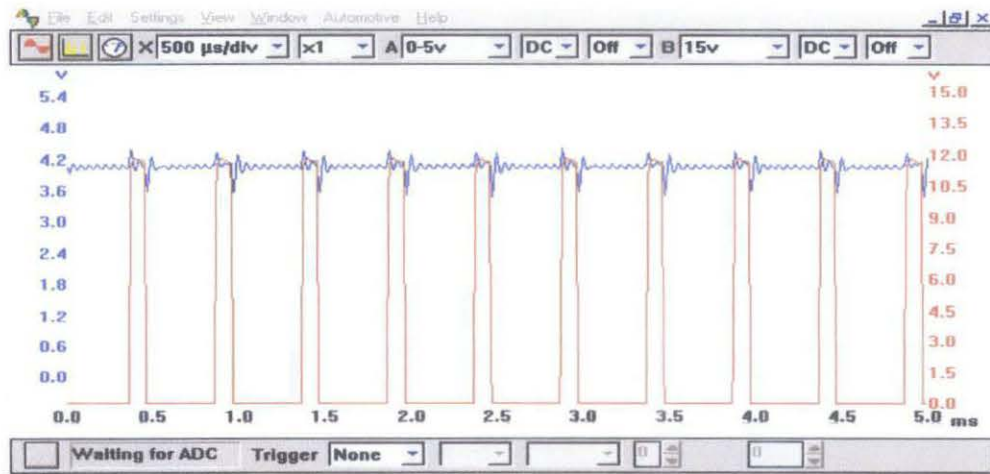 File Edit Settings View Window Automotive Help
X 500 µs/div x1 A 0-5v DC Off B 15v DC Off
v v
5.4 15.0
4.8 13.5
4.2 12.0
3.6 10.5
3.0 9.0
2.4 7.5
1.8 6.0
1.2 4.5
0.6 3.0
0.0 1.5
0.0
0.0 0.5 1.0 1.5 2.0 2.5 3.0 3.5 4.0 4.5 5.0 ms
Waiting for ADC Trigger None 0 0